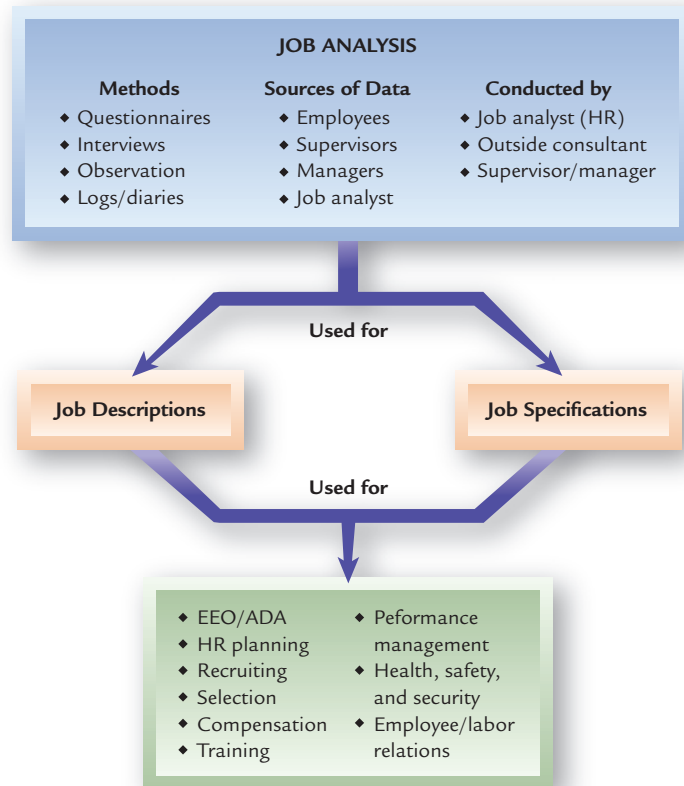 JOB ANALYSIS
Methods
◆ Questionnaires
◆ Interviews
◆ Observation
◆ Logs/diaries
Sources of Data
◆ Employees
◆ Supervisors
◆ Managers
◆ Job analyst
Conducted by
◆ Job analyst (HR)
◆ Outside consultant
◆ Supervisor/manager
Used for
Job Descriptions
Job Specifications
Used for
◆ EEO/ADA
◆ HR planning
◆ Recruiting
◆ Selection
◆ Compensation
◆ Training
◆ Peformance
management
◆ Health, safety,
and security
◆ Employee/labor
relations